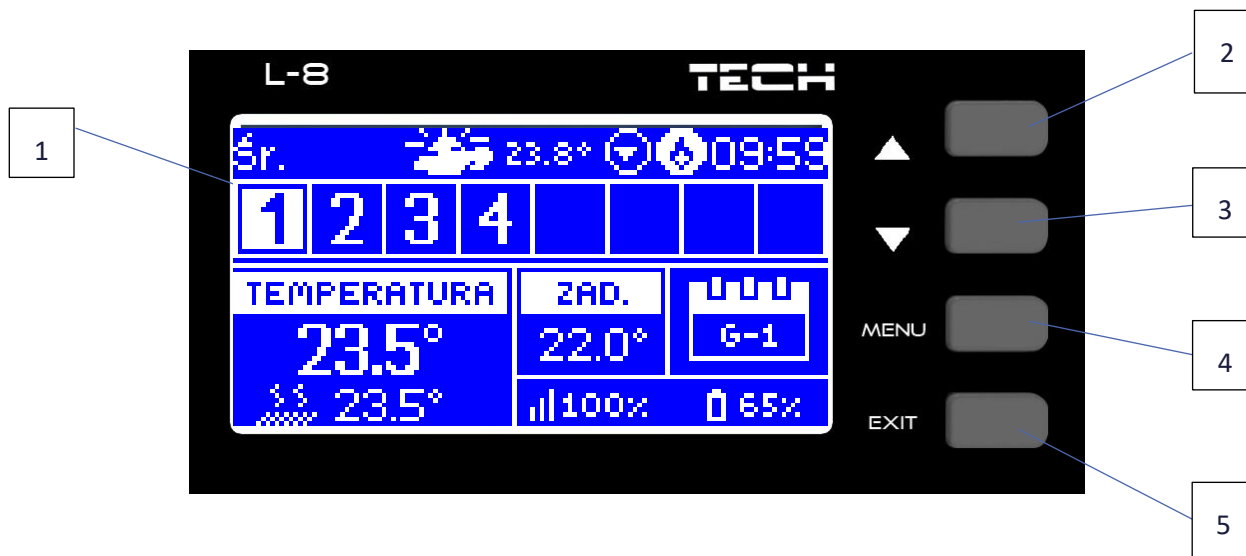 L-8 TECH
2
1
Śr. 23.8° 09:59
3
1 2 3 4
TEMPERATURA ZAD.
23.5° 22.0° G-1
MENU
4
23.5° 100% 65%
EXIT
5